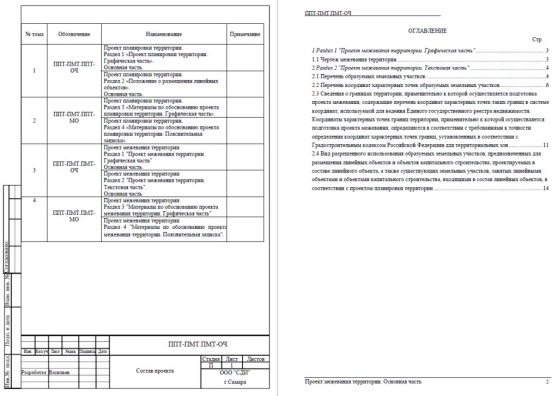 № тома Обозначение Наименование Примечание
1
ППТ-ПМТ.ППТ-
ОЧ
Проект планировки территории.
Раздел 1 «Проект планировки территории.
Графическая часть».
Основная часть.
Проект планировки территории.
Раздел 2 «Положение о размещении линейных
объектов».
Основная часть.
2
ППТ-ПМТ.ППТ-
МО
Проект планировки территории.
Раздел 3 «Материалы по обоснованию проекта
планировки территории. Графическая часть».
Проект планировки территории.
Раздел 4 «Материалы по обоснованию проекта
планировки территории. Пояснительная
записка».
3
ППТ-ПМТ.ПМТ-
ОЧ
Проект межевания территории
Раздел 1 "Проект межевания территории.
Графическая часть"
Основная часть.
Проект межевания территории
Раздел 2 "Проект межевания территории.
Текстовая часть".
Основная часть.
4
ППТ-ПМТ.ПМТ-
МО
Проект межевания территории
Раздел 3 "Материалы по обоснованию проекта
межевания территории. Графическая часть"
Проект межевания территории
Раздел 4 "Материалы по обоснованию проекта
межевания территории. Пояснительная записка".
Согласовано
Взам. инв. №
Подп. и дата
Инв.№ подл.
ППТ-ПМТ.ПМТ-ОЧ
Изм. Кол.уч Лист №док. Подпись Дата
Разработал Васильев
Состав проекта
Стадия Лист Листов
П 1
ООО "СДИ"
г.Самара
ППТ-ПМТ.ПМТ-ОЧ
ОГЛАВЛЕНИЕ
Стр.
1 Раздел 1 "Проект межевания территории. Графическая часть" 3
1.1 Чертеж межевания территории 3
2 Раздел 2 "Проект межевания территории. Текстовая часть" 4
2.1 Перечень образуемых земельных участков 4
2.2 Перечень координат характерных точек образуемых земельных участков 6
2.3 Сведения о границах территории, применительно к которой осуществляется подготовка
проекта межевания, содержащие перечень координат характерных точек таких границ в системе
координат, используемой для ведения Единого государственного реестра недвижимости.
Координаты характерных точек границ территории, применительно к которой осуществляется
подготовка проекта межевания, определяются в соответствии с требованиями к точности
определения координат характерных точек границ, установленных в соответствии с
Градостроительным кодексом Российской Федерации для территориальных зон 11
2.4 Вид разрешенного использования образуемых земельных участков, предназначенных для
размещения линейных объектов и объектов капитального строительства, проектируемых в
составе линейного объекта, а также существующих земельных участков, занятых линейными
объектами и объектами капитального строительства, входящими в состав линейных объектов, в
соответствии с проектом планировки территории 14
Проект межевания территории. Основная часть 2